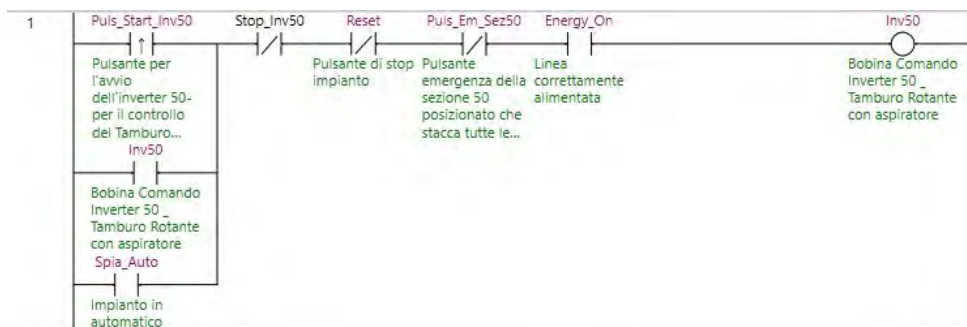 1
Puls_Start_Inv50 Stop_Inv50 Reset Puls_Em_Sez50 Energy_On Inv50
Pulsante per
l'avvio
dell'inverter 50-
per il controllo
del Tamburo...
Pulsante di stop
impianto
Pulsante
emergenza della
sezione 50
posizionato che
stacca tutte le...
Linea
correttamente
alimentata
Bobina Comando
Inverter 50 _
Tamburo Rotante
con aspiratore
Inv50
Bobina Comando
Inverter 50 _
Tamburo Rotante
con aspiratore
Spia_Auto
Impianto in
automatico